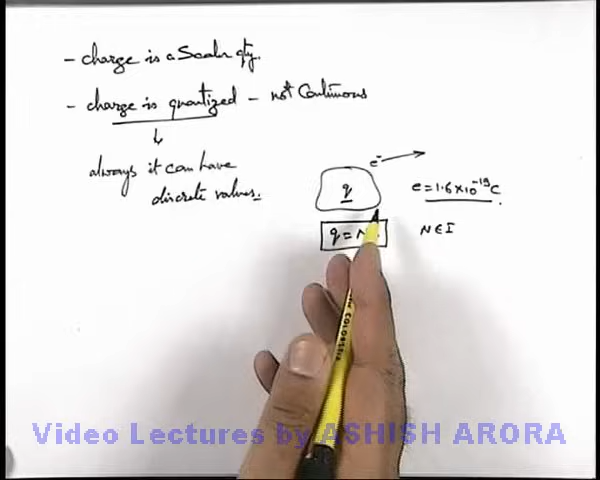 - charge is a Scalar qty.
- charge is quantized - not Continuous
always it can have
discrete values.
e⁻
q
e = 1.6×10⁻¹⁹C
q = N
N ∈ I
Video Lectures by ASHISH ARORA